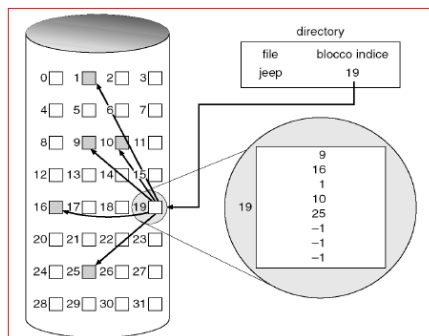 directory
file blocco indice
jeep 19
0 1 2 3
4 5 6 7
8 9 10 11
12 13 14 15
16 17 18 19
20 21 22 23
24 25 26 27
28 29 30 31
19
9
16
1
10
25
-1
-1
-1